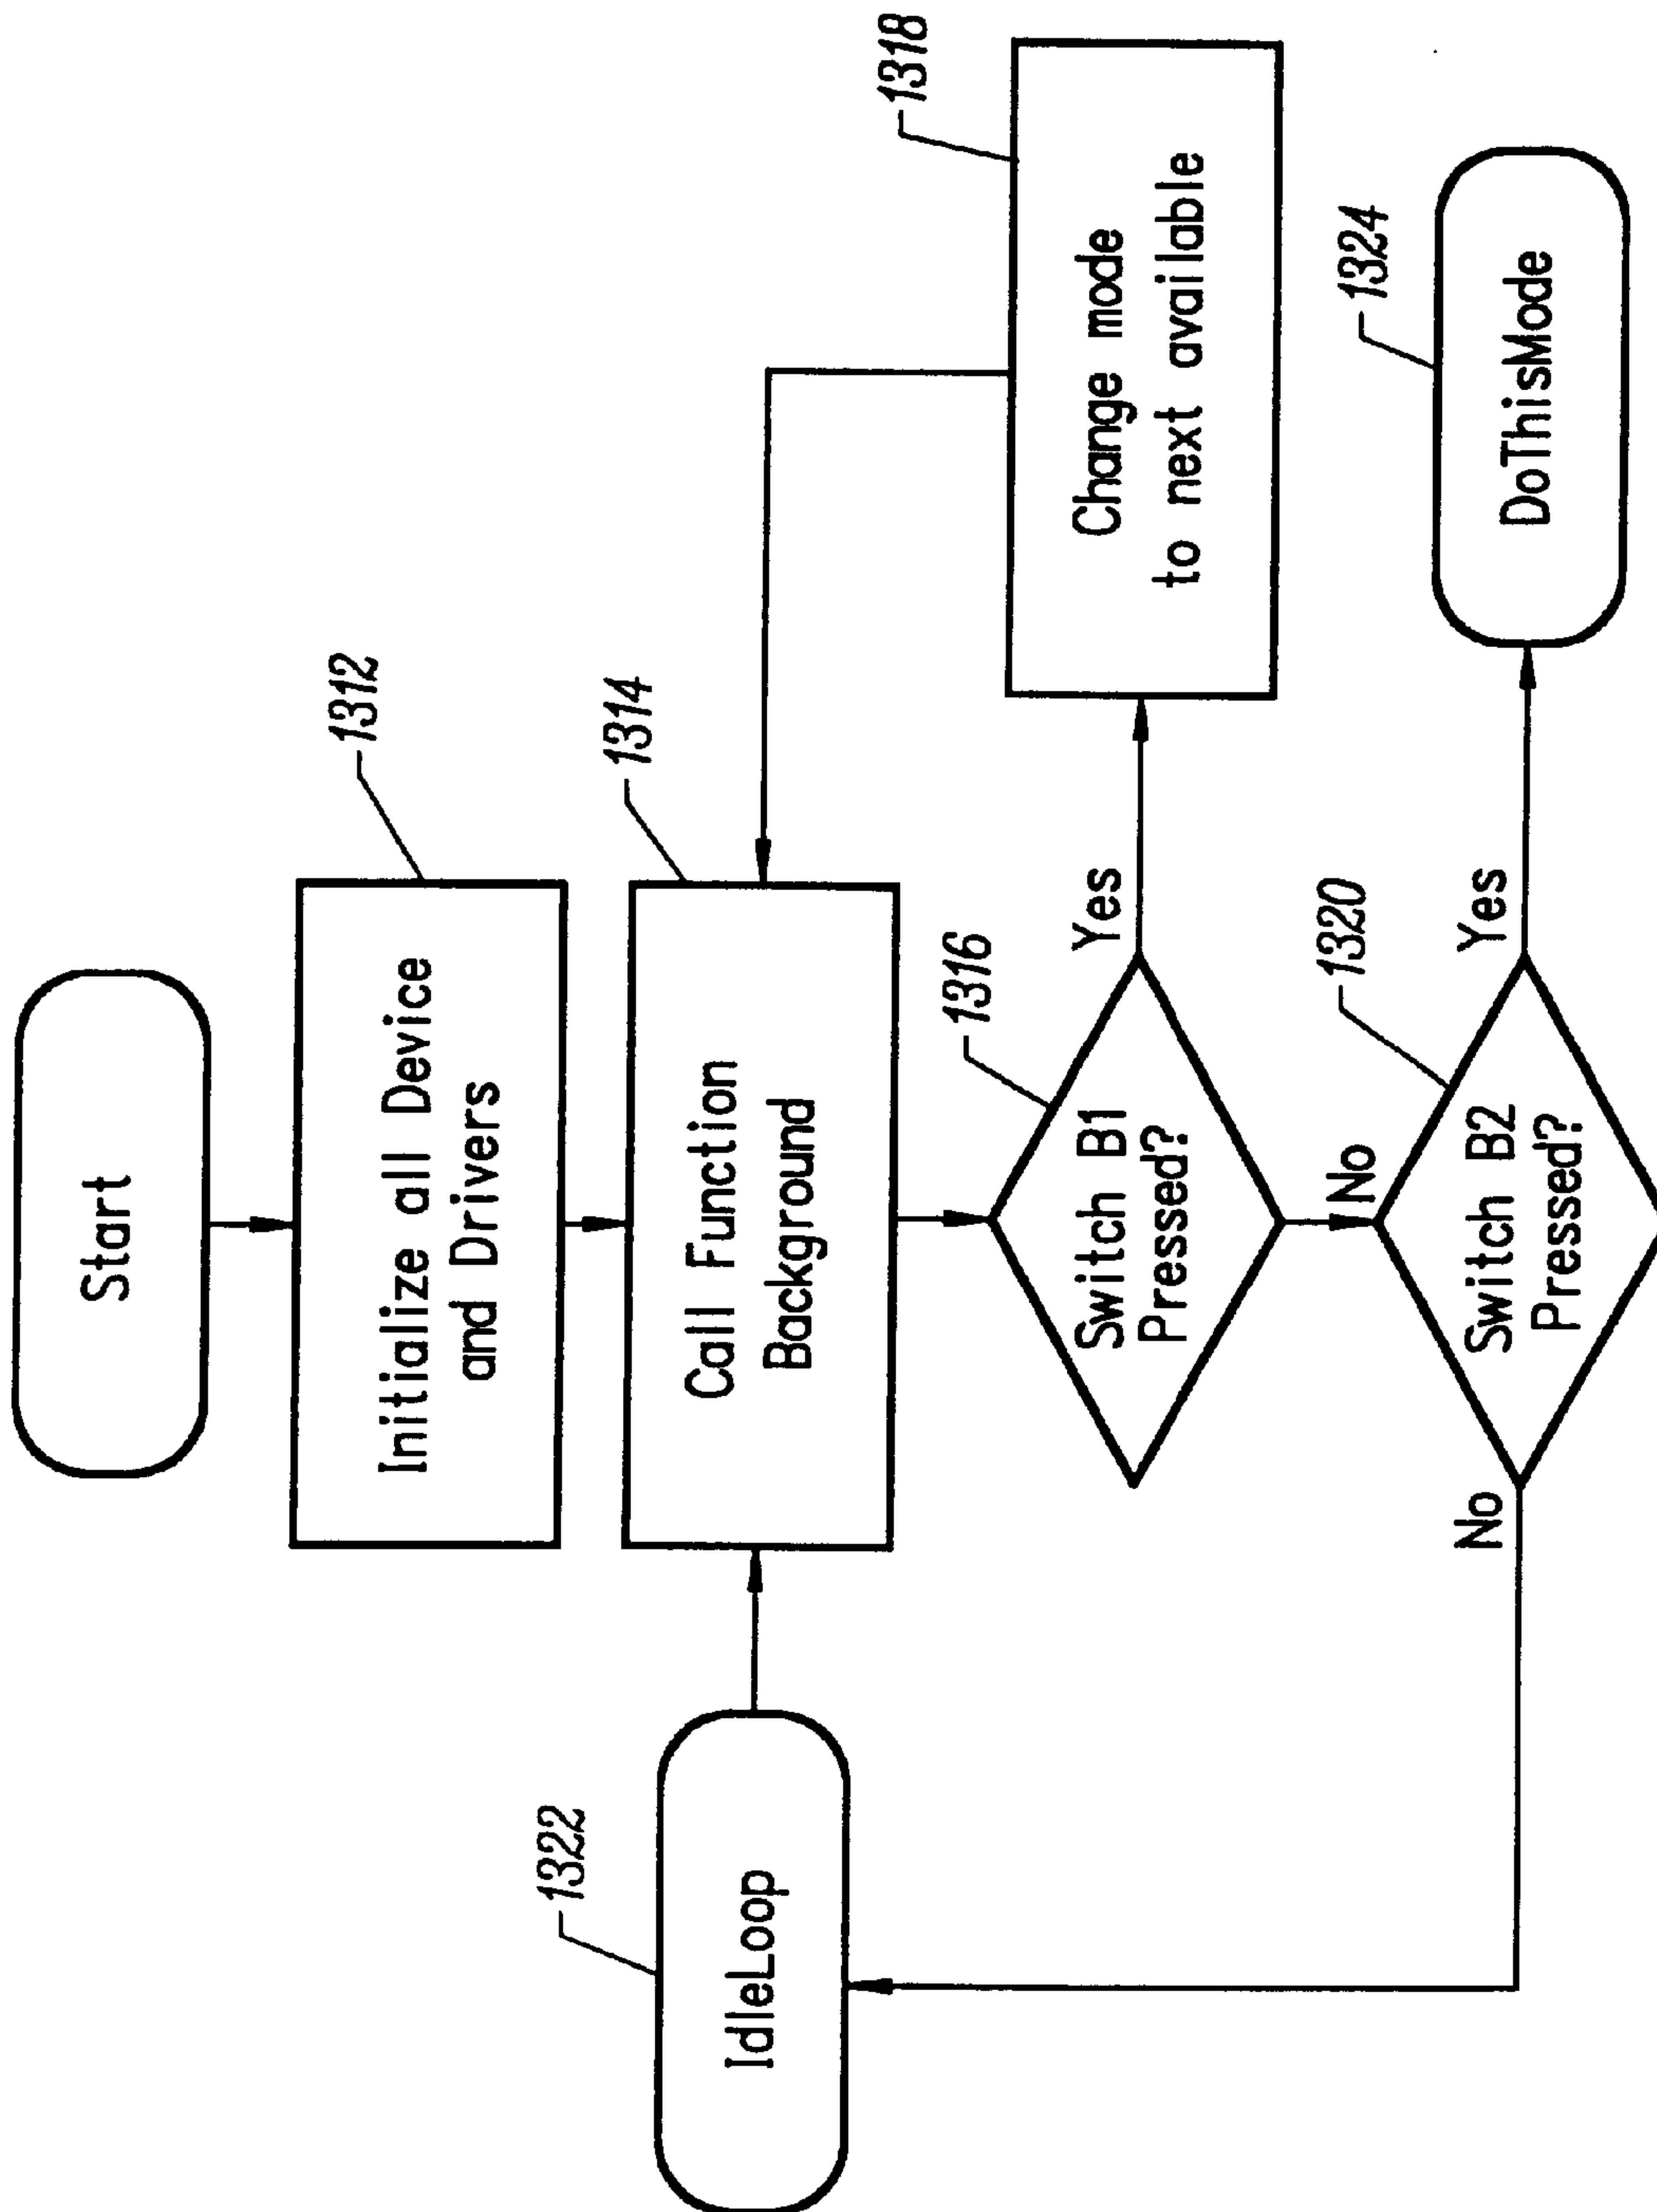 Start
1312
Initialize all Device
and Drivers
1322
IdleLoop
1314
Call Function
Background
1316
Switch B1
Pressed?
Yes
1318
Change mode
to next available
No
1320
Switch B2
Pressed?
No
Yes
1324
DoThisMode